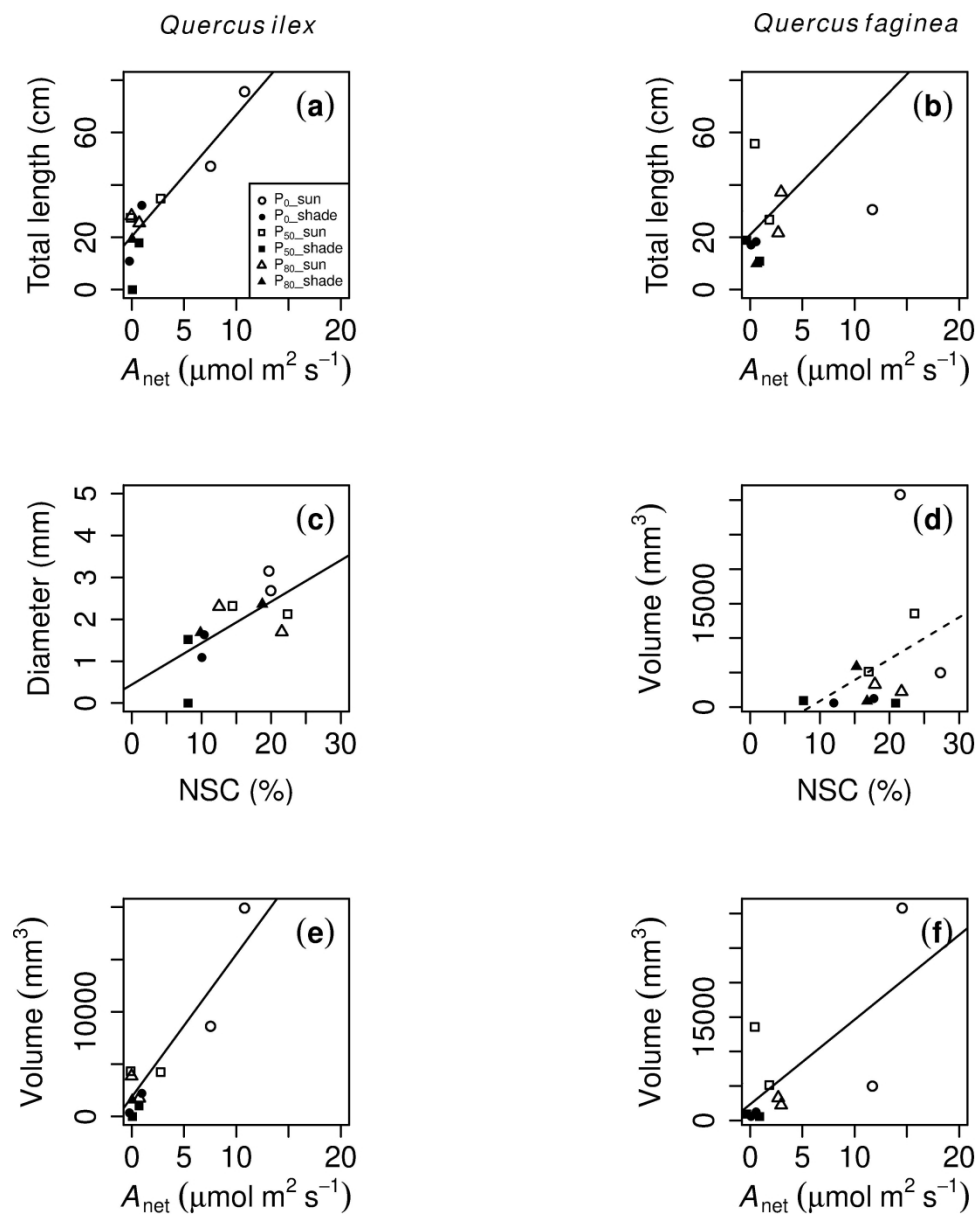 Quercus ilex
Quercus faginea
Total length (cm)
0 20 60
(a)
P0_sun
P0_shade
P50_sun
P50_shade
P80_sun
P80_shade
0 5 10 20
Anet (μmol m2 s−1)
Total length (cm)
0 20 60
(b)
0 5 10 20
Anet (μmol m2 s−1)
Diameter (mm)
0 1 2 3 4 5
(c)
0 10 20 30
NSC (%)
Volume (mm3)
0 15000
(d)
0 10 20 30
NSC (%)
Volume (mm3)
0 10000
(e)
0 5 10 20
Anet (μmol m2 s−1)
Volume (mm3)
0 15000
(f)
0 5 10 20
Anet (μmol m2 s−1)